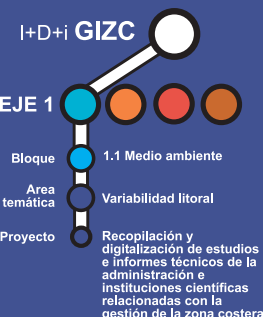 I+D+i GIZC
EJE 1
Bloque
1.1 Medio ambiente
Area
temática
Variabilidad litoral
Proyecto
Recopilación y
digitalización de estudios
e informes técnicos de la
administración e
instituciones científicas
relacionadas con la
gestión de la zona costera